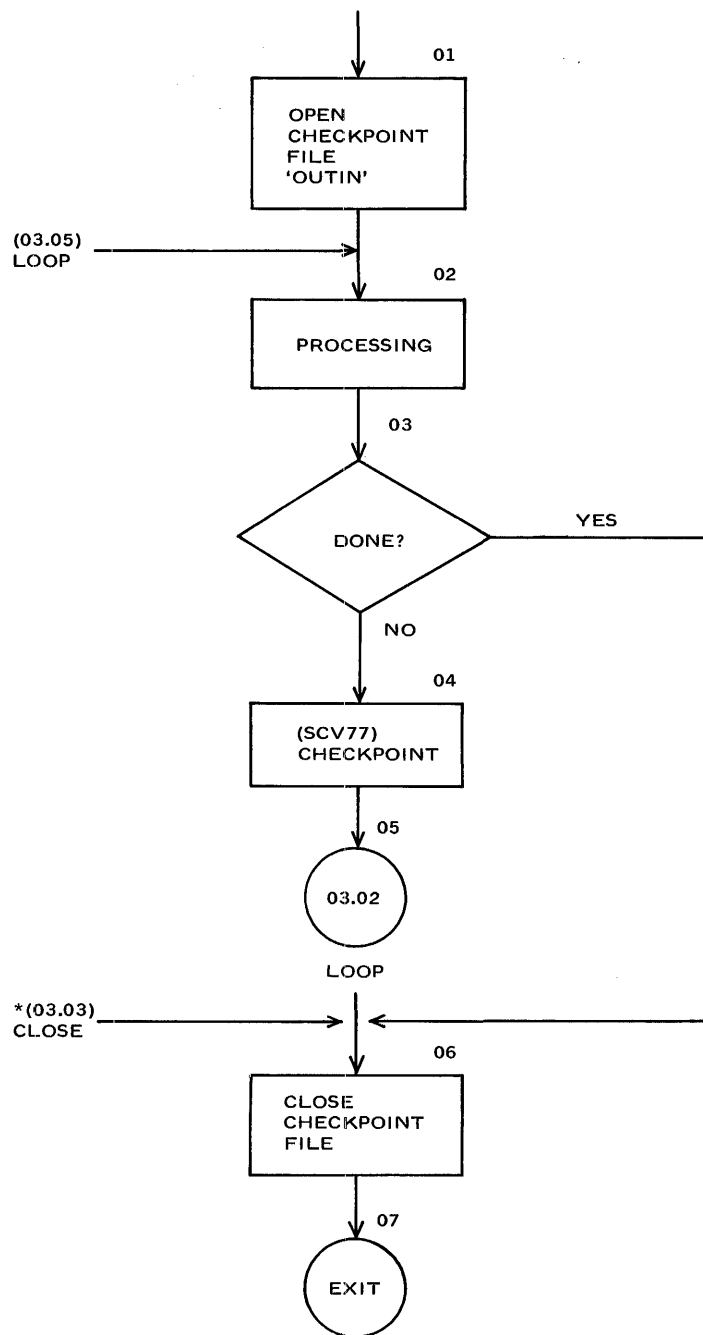 01
OPEN
CHECKPOINT
FILE
‘OUTIN’
(03.05)
LOOP
02
PROCESSING
03
DONE?
YES
NO
04
(SCV77)
CHECKPOINT
05
03.02
LOOP
*(03.03)
CLOSE
06
CLOSE
CHECKPOINT
FILE
07
EXIT